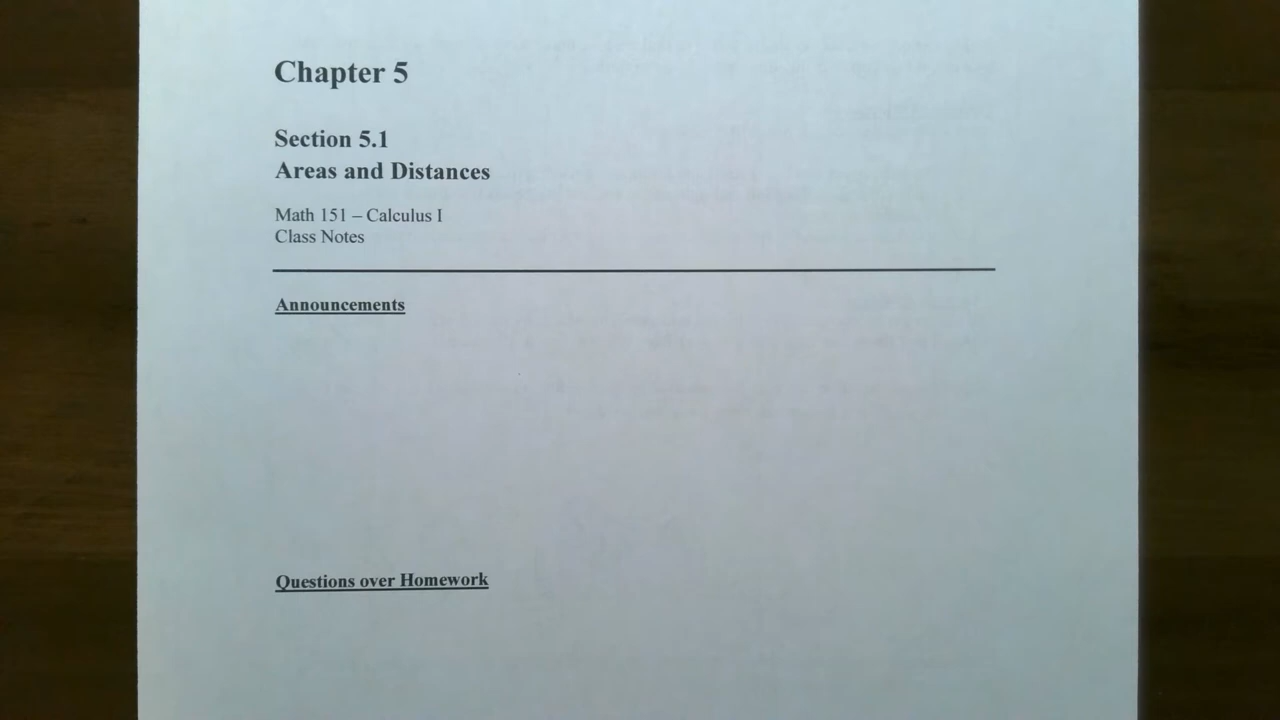 Chapter 5
Section 5.1
Areas and Distances
Math 151 – Calculus I
Class Notes
Announcements
Questions over Homework